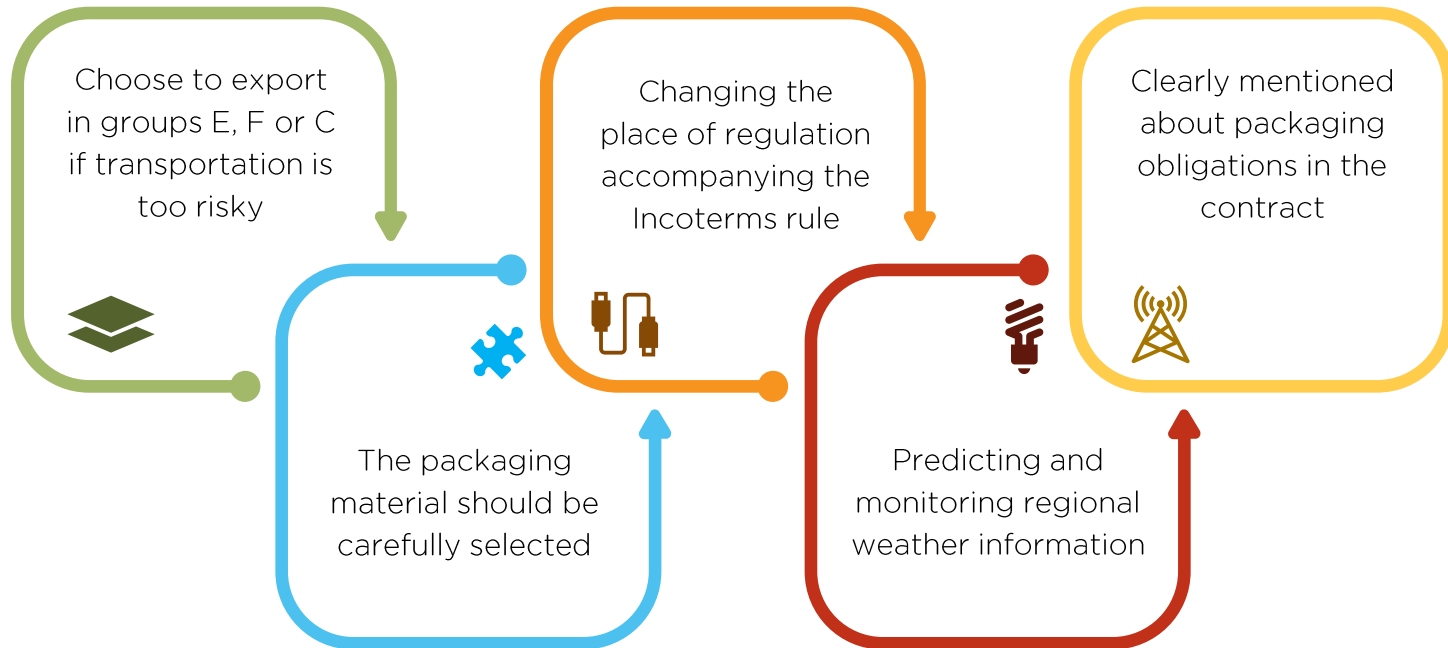 Choose to export
in groups E, F or C
if transportation is
too risky
The packaging
material should be
carefully selected
Changing the
place of regulation
accompanying the
Incoterms rule
Predicting and
monitoring regional
weather information
Clearly mentioned
about packaging
obligations in the
contract